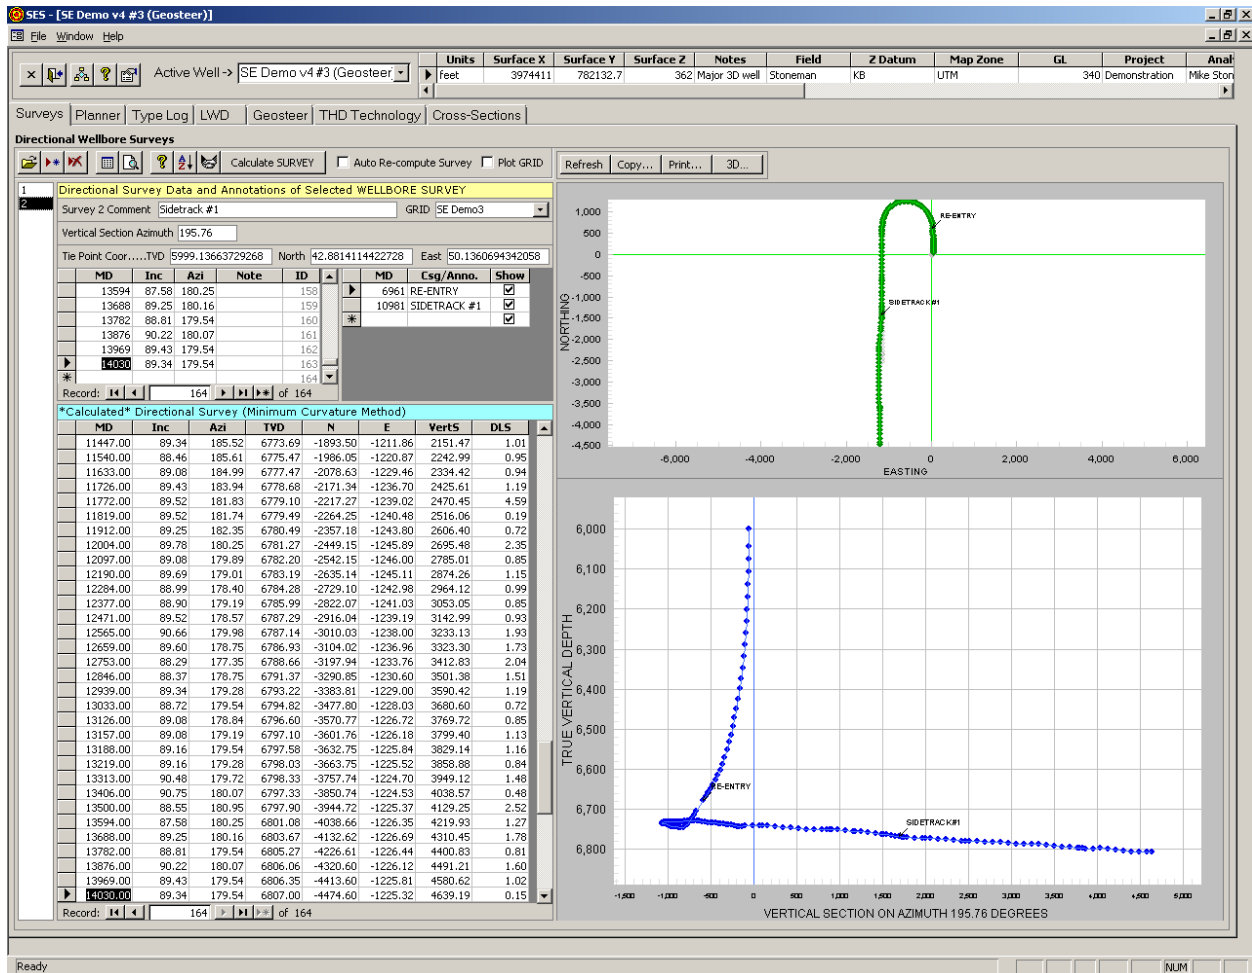 SES - [SE Demo v4 #3 (Geosteer)]
File Window Help
Active Well-> SE Demo v4 #3 (Geosteer
Units Surface X Surface Y Surface Z Notes Field Z Datum Map Zone GL Project Anal
feet 3974411 782132.7 362 Major 3D well Stoneman KB UTM 340 Demonstration Mike Ston
Surveys Planner Type Log LWD Geosteer THD Technology Cross-Sections
Directional Wellbore Surveys
Calculate SURVEY Auto Re-compute Survey Plot GRID
Refresh Copy... Print... 3D...
1
2
Directional Survey Data and Annotations of Selected WELLBORE SURVEY
Survey 2 Comment Sidetrack #1 GRID SE Demo3
Vertical Section Azimuth 195.76
Tie Point Coor.....TVD 5999.13663729268 North 42.8814114422728 East 50.1360694342058
MD Inc Azi Note ID
13594 87.58 180.25 158
13688 89.25 180.16 159
13782 88.81 179.54 160
13876 90.22 180.07 161
13969 89.43 179.54 162
14030 89.34 179.54 163
164
Record: 164 of 164
MD Csg/Anno. Show
6961 RE-ENTRY
10981 SIDETRACK #1
*Calculated* Directional Survey (Minimum Curvature Method)
MD Inc Azi TVD N E VertS DLS
11447.00 89.34 185.52 6773.69 -1893.50 -1211.86 2151.47 1.01
11540.00 88.46 185.61 6775.47 -1986.05 -1220.87 2242.99 0.95
11633.00 89.08 184.99 6777.47 -2078.63 -1229.46 2334.42 0.94
11726.00 89.43 183.94 6778.68 -2171.34 -1236.70 2425.61 1.19
11772.00 89.52 181.83 6779.10 -2217.27 -1239.02 2470.45 4.59
11819.00 89.52 181.74 6779.49 -2264.25 -1240.48 2516.06 0.19
11912.00 89.25 182.35 6780.49 -2357.18 -1243.80 2606.40 0.72
12004.00 89.78 180.25 6781.27 -2449.15 -1245.89 2695.48 2.35
12097.00 89.08 179.89 6782.20 -2542.15 -1246.00 2785.01 0.85
12190.00 89.69 179.01 6783.19 -2635.14 -1245.11 2874.26 1.15
12284.00 88.99 178.40 6784.28 -2729.10 -1242.98 2964.12 0.99
12377.00 88.90 179.19 6785.99 -2822.07 -1241.03 3053.05 0.85
12471.00 89.52 178.57 6787.29 -2916.04 -1239.19 3142.99 0.93
12565.00 90.66 179.98 6787.14 -3010.03 -1238.00 3233.13 1.93
12659.00 89.60 178.75 6786.93 -3104.02 -1236.96 3323.30 1.73
12753.00 88.29 177.35 6788.66 -3197.94 -1233.76 3412.83 2.04
12846.00 88.37 178.75 6791.37 -3290.85 -1230.60 3501.38 1.51
12939.00 89.34 179.28 6793.22 -3383.81 -1229.00 3590.42 1.19
13033.00 88.72 179.54 6794.82 -3477.80 -1228.03 3680.60 0.72
13126.00 89.08 178.84 6796.60 -3570.77 -1226.72 3769.72 0.85
13157.00 89.08 179.19 6797.10 -3601.76 -1226.18 3799.40 1.13
13188.00 89.16 179.54 6797.58 -3632.75 -1225.84 3829.14 1.16
13219.00 89.16 179.28 6798.03 -3663.75 -1225.52 3858.88 0.84
13313.00 90.48 179.72 6798.33 -3757.74 -1224.70 3949.12 1.48
13406.00 90.75 180.07 6797.33 -3850.74 -1224.53 4038.57 0.48
13500.00 88.55 180.95 6797.90 -3944.72 -1225.37 4129.25 2.52
13594.00 87.58 180.25 6801.08 -4038.66 -1226.35 4219.93 1.27
13688.00 89.25 180.16 6803.67 -4132.62 -1226.69 4310.45 1.78
13782.00 88.81 179.54 6805.27 -4226.61 -1226.44 4400.83 0.81
13876.00 90.22 180.07 6806.06 -4320.60 -1226.12 4491.21 1.60
13969.00 89.43 179.54 6806.35 -4413.60 -1225.81 4580.62 1.02
14030.00 89.34 179.54 6807.00 -4474.60 -1225.32 4639.19 0.15
Record: 164 of 164
1,000
500
0
-500
-1,000
-1,500
-2,000
-2,500
-3,000
-3,500
-4,000
-4,500
NORTHING
RE-ENTRY
SIDETRACK#1
-6,000 -4,000 -2,000 0 2,000 4,000 6,000
EASTING
6,000
6,100
6,200
6,300
6,400
6,500
6,600
6,700
6,800
TRUE VERTICAL DEPTH
RE-ENTRY
SIDETRACK#1
-1,500 -1,000 -500 0 500 1,000 1,500 2,000 2,500 3,000 3,500 4,000 4,500 5,000
VERTICAL SECTION ON AZIMUTH 195.76 DEGREES
Ready
NUM